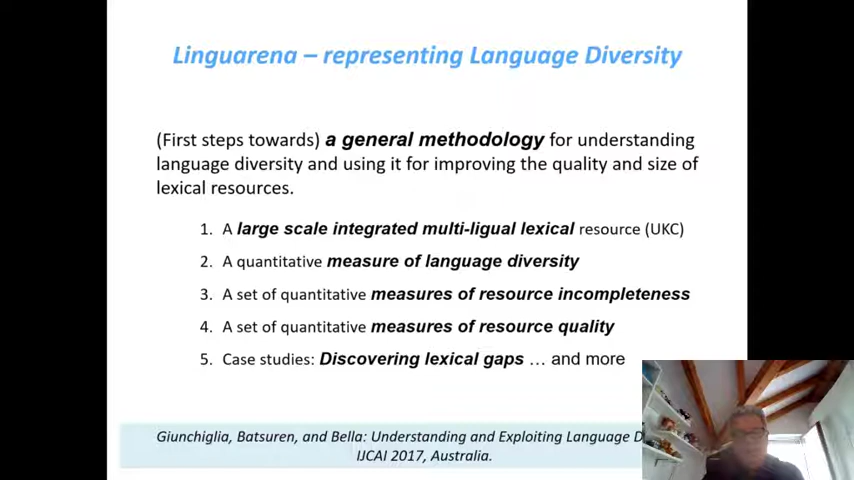 Linguarena – representing Language Diversity
(First steps towards) a general methodology for understanding
language diversity and using it for improving the quality and size of
lexical resources.
1. A large scale integrated multi-ligual lexical resource (UKC)
2. A quantitative measure of language diversity
3. A set of quantitative measures of resource incompleteness
4. A set of quantitative measures of resource quality
5. Case studies: Discovering lexical gaps … and more
Giunchiglia, Batsuren, and Bella: Understanding and Exploiting Language
IJCAI 2017, Australia.